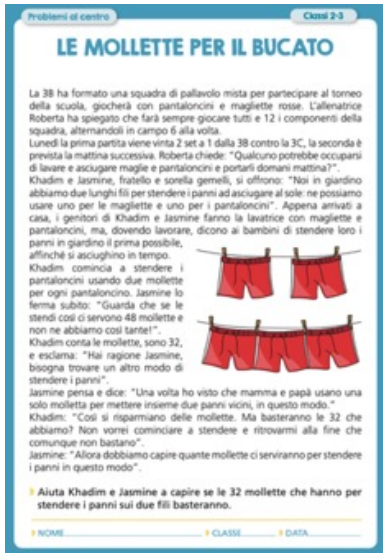 Problemi al centro
Classi 2-3
LE MOLLETTE PER IL BUCATO
La 3B ha formato una squadra di pallavolo mista per partecipare al torneo
della scuola, giocherà con pantaloncini e magliette rosse. L'allenatrice
Roberta ha spiegato che farà sempre giocare tutti e 12 i componenti della
squadra, alternandoli in campo 6 alla volta.
Lunedì la prima partita viene vinta 2 set a 1 dalla 3B contro la 3C, la seconda è
prevista la mattina successiva. Roberta chiede: "Qualcuno potrebbe occuparsi
di lavare e asciugare maglie e pantaloncini e portarli domani mattina?".
Khadim e Jasmine, fratello e sorella gemelli, si offrono: "Noi in giardino
abbiamo due lunghi fili per stendere i panni ad asciugare al sole: ne possiamo
usare uno per le magliette e uno per i pantaloncini". Appena arrivati a
casa, i genitori di Khadim e Jasmine fanno la lavatrice con magliette e
pantaloncini, ma, dovendo lavorare, dicono ai bambini di stendere loro i
panni in giardino il prima possibile,
affinché si asciughino in tempo.
Khadim comincia a stendere i
pantaloncini usando due mollette
per ogni pantaloncino. Jasmine lo
ferma subito: "Guarda che se le
stendi così ci servono 48 mollette e
non ne abbiamo così tante!".
Khadim conta le mollette, sono 32,
e esclama: "Hai ragione Jasmine,
bisogna trovare un altro modo di
stendere i panni".
Jasmine pensa e dice: "Una volta ho visto che mamma e papà usano una
sola molletta per mettere insieme due panni vicini, in questo modo."
Khadim: "Così si risparmiano delle mollette. Ma basteranno le 32 che
abbiamo? Non vorrei cominciare a stendere e ritrovarmi alla fine che
comunque non bastano".
Jasmine: "Allora dobbiamo capire quante mollette ci serviranno per stendere
i panni in questo modo".
Aiuta Khadim e Jasmine a capire se le 32 mollette che hanno per
stendere i panni sui due fili basteranno.
NOME
CLASSE
DATA